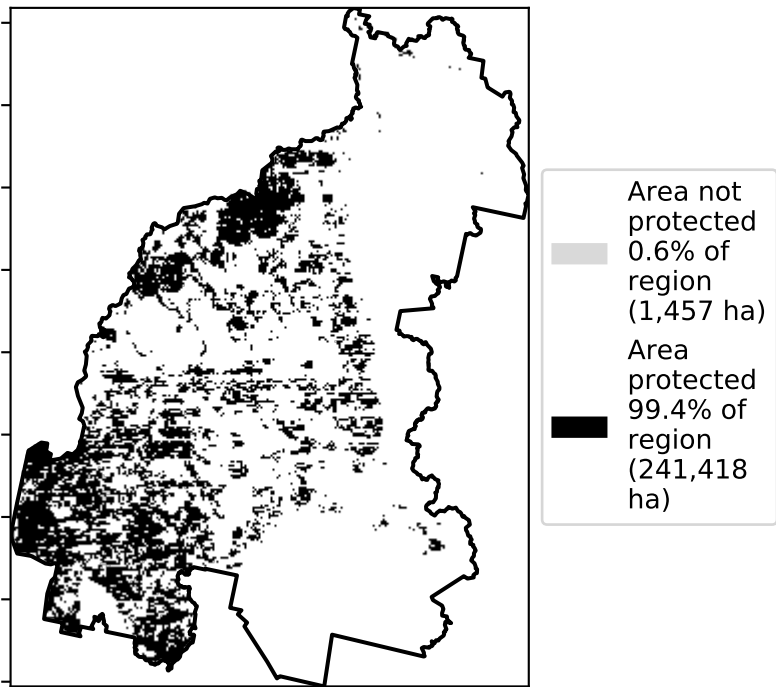 Area not
protected
0.6% of
region
(1,457 ha)
Area
protected
99.4% of
region
(241,418
ha)